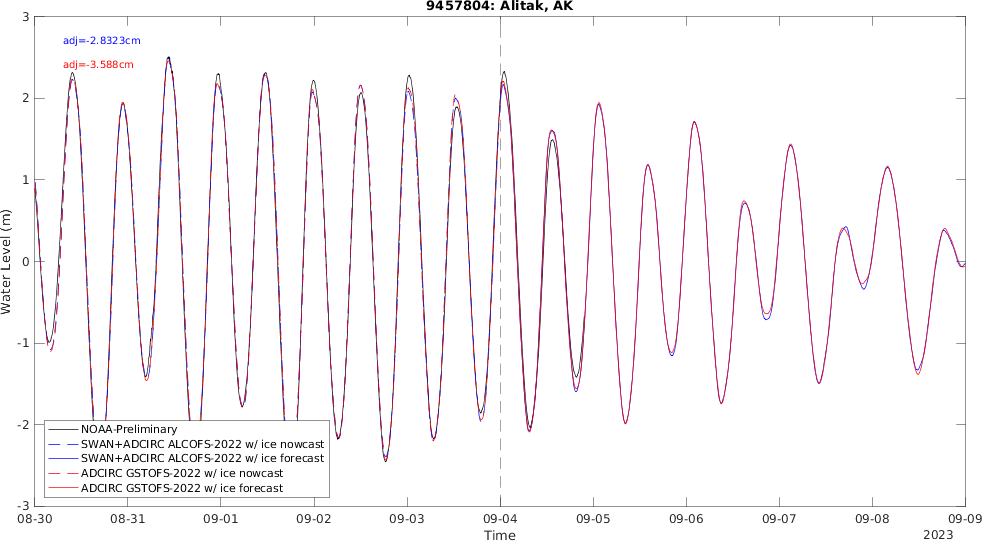 9457804: Alitak, AK
adj=-2.8323cm
adj=-3.588cm
Water Level (m)
3
2
1
0
-1
-2
-3
NOAA-Preliminary
SWAN+ADCIRC ALCOFS-2022 w/ ice nowcast
SWAN+ADCIRC ALCOFS-2022 w/ ice forecast
ADCIRC GSTOFS-2022 w/ ice nowcast
ADCIRC GSTOFS-2022 w/ ice forecast
08-30 08-31 09-01 09-02 09-03 09-04 09-05 09-06 09-07 09-08 09-09
Time
2023